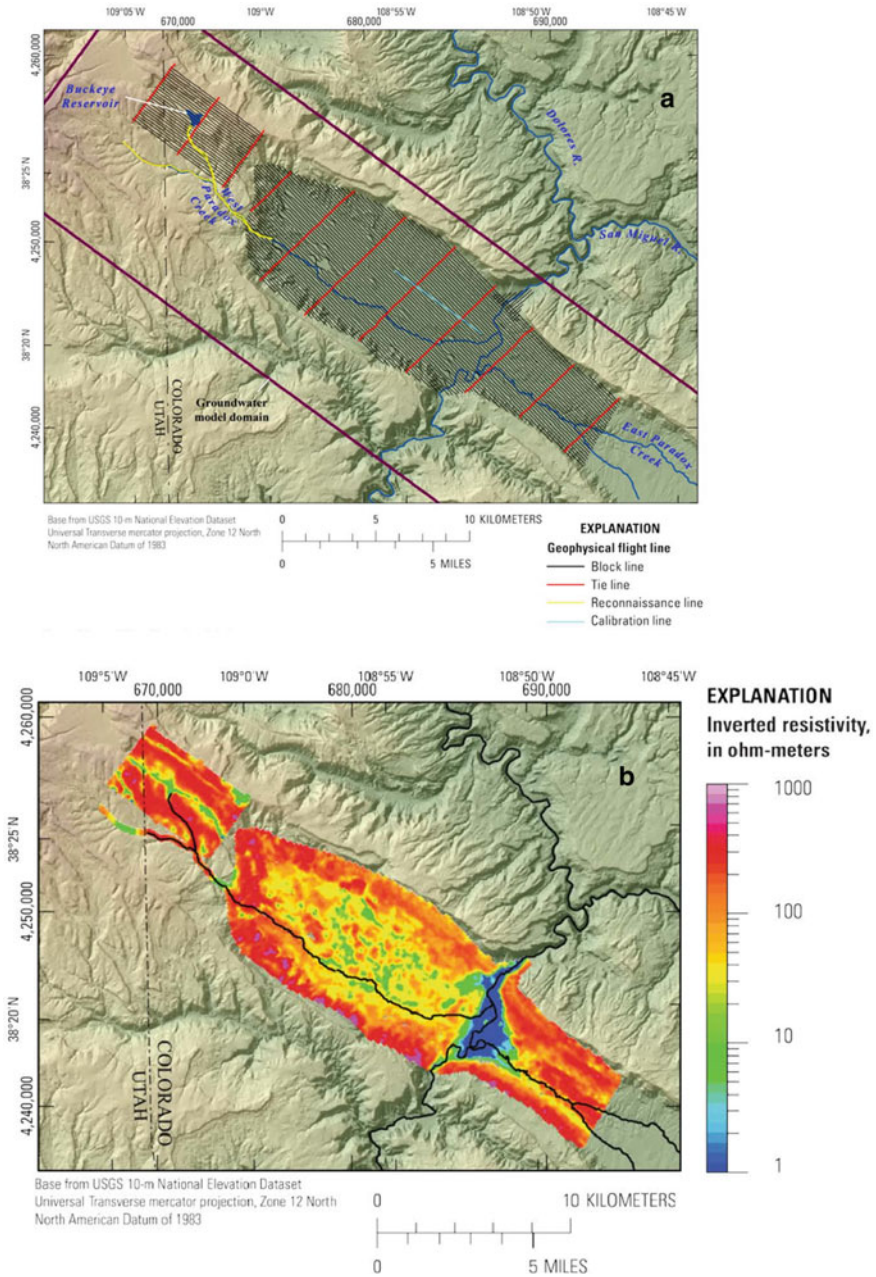 109°05'W 109°W 108°55'W 108°50'W 108°45'W
670,000 680,000 690,000
4,260,000
a
Buckeye
Reservoir
Dolores R.
38°25'N
West
Paradox
Creek
San Miguel R.
4,250,000
38°20'N
COLORADO
UTAH
Groundwater
model domain
4,240,000
East Paradox
Creek
Base from USGS 10-m National Elevation Dataset
Universal Transverse mercator projection, Zone 12 North
North American Datum of 1983
0 5 10 KILOMETERS
0 5 MILES
EXPLANATION
Geophysical flight line
Block line
Tie line
Reconnaissance line
Calibration line
109°5'W 109°0'W 108°55'W 108°50'W 108°45'W
670,000 680,000 690,000
4,260,000
b
38°25'N
4,250,000
38°20'N
COLORADO
UTAH
4,240,000
EXPLANATION
Inverted resistivity,
in ohm-meters
1000
100
10
1
Base from USGS 10-m National Elevation Dataset
Universal Transverse mercator projection, Zone 12 North
North American Datum of 1983
0 10 KILOMETERS
0 5 MILES